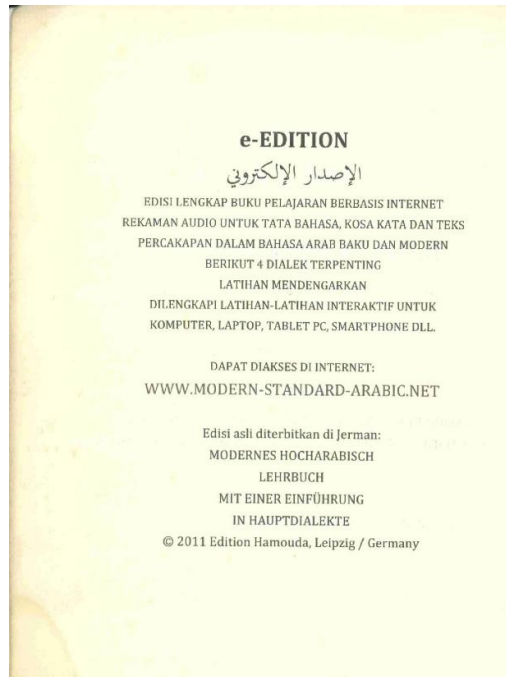 e-EDITION
الإصدار الإلكتروني
EDISI LENGKAP BUKU PELAJARAN BERBASIS INTERNET
REKAMAN AUDIO UNTUK TATA BAHASA, KOSA KATA DAN TEKS
PERCAKAPAN DALAM BAHASA ARAB BAKU DAN MODERN
BERIKUT 4 DIALEK TERPENTING
LATIHAN MENDENGARKAN
DILENGKAPI LATIHAN-LATIHAN INTERAKTIF UNTUK
KOMPUTER, LAPTOP, TABLET PC, SMARTPHONE DLL.
DAPAT DIAKSES DI INTERNET:
WWW.MODERN-STANDARD-ARABIC.NET
Edisi asli diterbitkan di Jerman:
MODERNES HOCHARABISCH
LEHRBUCH
MIT EINER EINFÜHRUNG
IN HAUPTDIALEKTE
© 2011 Edition Hamouda, Leipzig / Germany